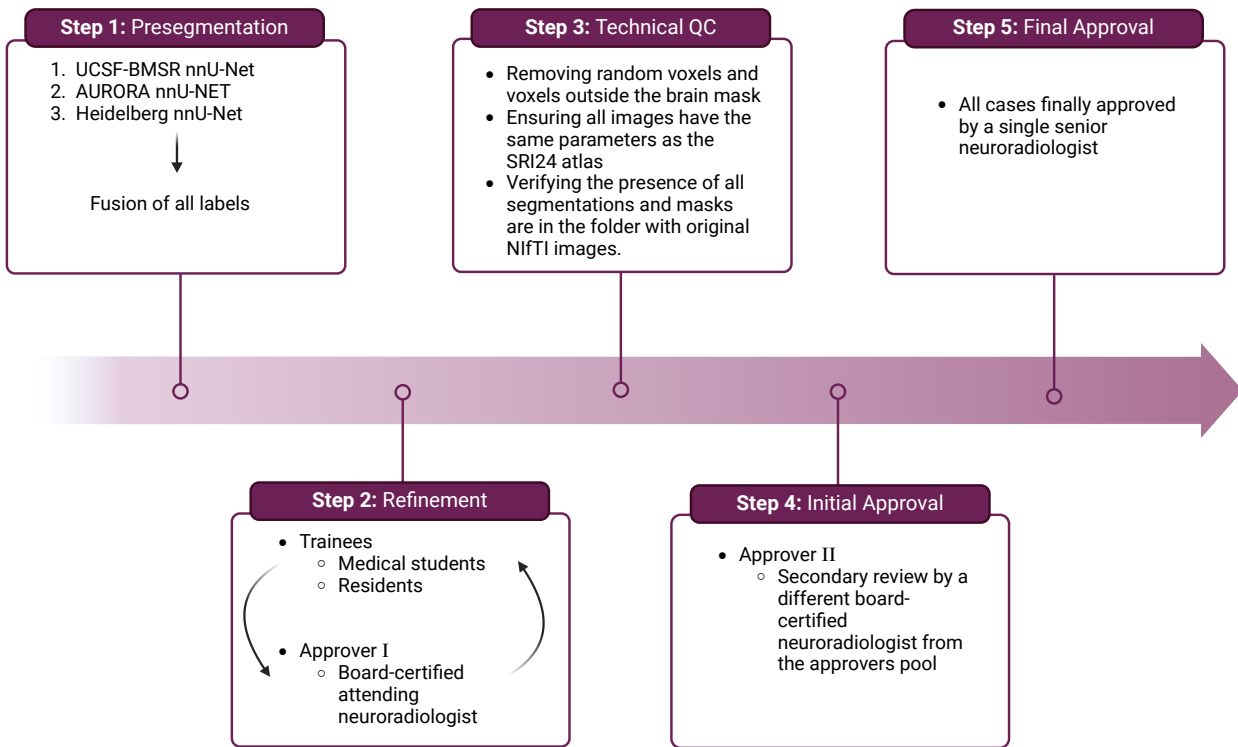 Step 1: Presegmentation
1. UCSF-BMSR nnU-Net
2. AURORA nnU-NET
3. Heidelberg nnU-Net
Fusion of all labels
Step 2: Refinement
• Trainees
○ Medical students
○ Residents
• Approver I
○ Board-certified
attending
neuroradiologist
Step 3: Technical QC
• Removing random voxels and
voxels outside the brain mask
• Ensuring all images have the
same parameters as the
SRI24 atlas
• Verifying the presence of all
segmentations and masks
are in the folder with original
NIfTI images.
Step 4: Initial Approval
• Approver II
○ Secondary review by a
different board-
certified
neuroradiologist from
the approvers pool
Step 5: Final Approval
• All cases finally approved
by a single senior
neuroradiologist